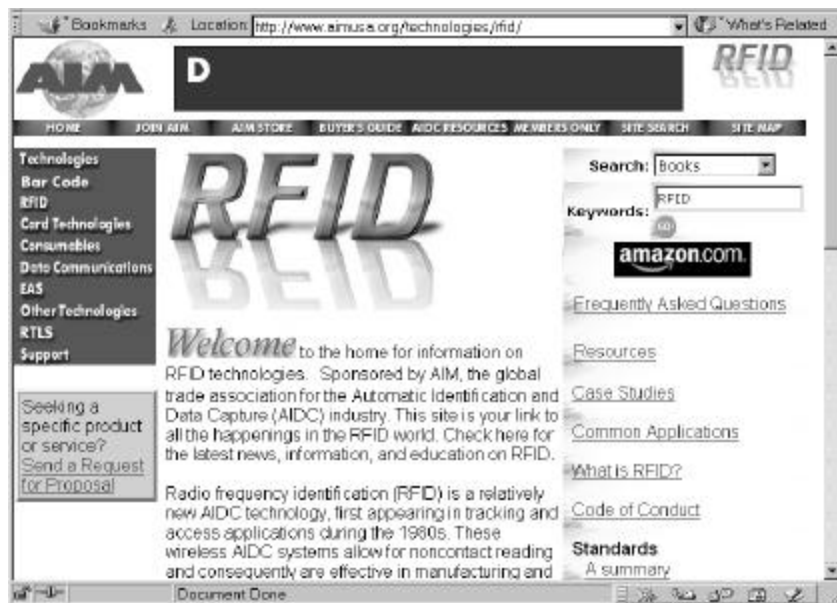 Bookmarks Location: http://www.aimusa.org/technologies/rfid/ What's Related
AIM
D
RFID
HOME JOIN AIM AIM STORE BUYER'S GUIDE AIDC RESOURCES MEMBERS ONLY SITE SEARCH SITE MAP
Technologies
Bar Code
RFID
Card Technologies
Consumables
Data Communications
EAS
Other Technologies
RTLS
Support
Seeking a
specific product
or service?
Send a Request
for Proposal
RFID
Welcome to the home for information on
RFID technologies. Sponsored by AIM, the global
trade association for the Automatic Identification and
Data Capture (AIDC) industry. This site is your link to
all the happenings in the RFID world. Check here for
the latest news, information, and education on RFID.
Radio frequency identification (RFID) is a relatively
new AIDC technology, first appearing in tracking and
access applications during the 1980s. These
wireless AIDC systems allow for noncontact reading
and consequently are effective in manufacturing and
Search: Books
Keywords: RFID
GO!
amazon.com.
Frequently Asked Questions
Resources
Case Studies
Common Applications
What is RFID?
Code of Conduct
Standards
A summary
Document Done